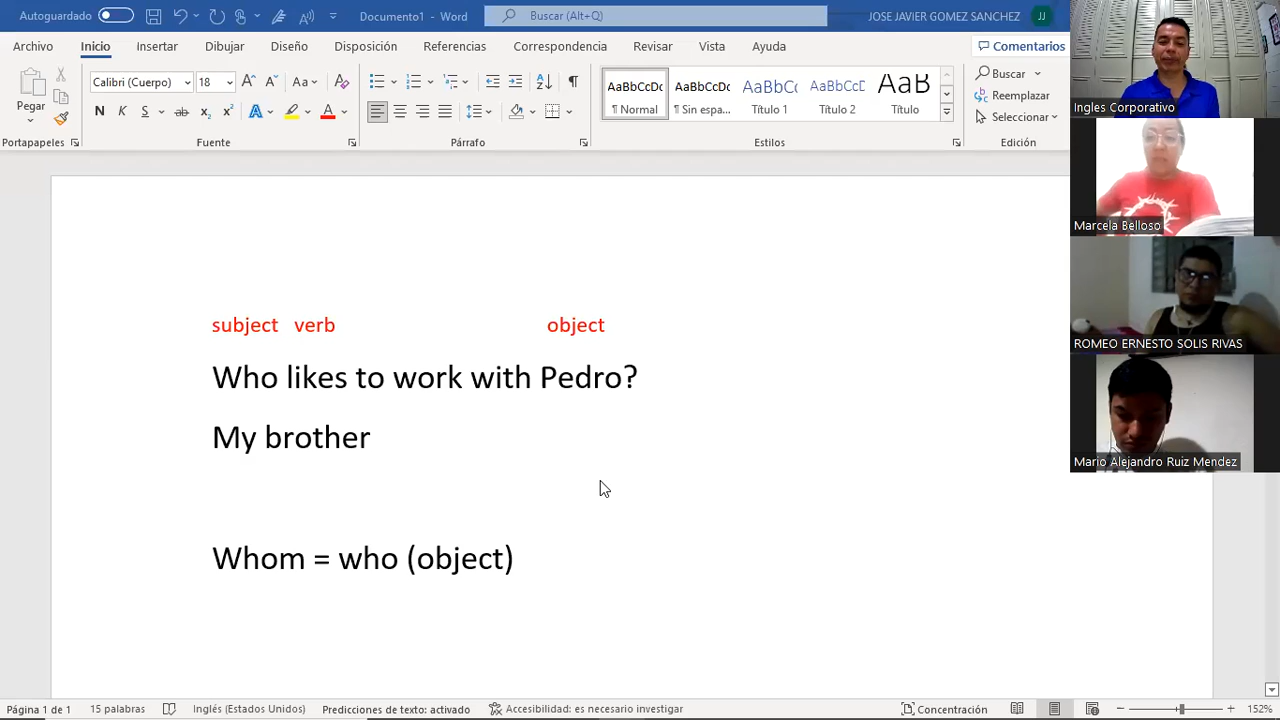 Autoguardado
Documento1 - Word
Buscar (Alt+Q)
JOSE JAVIER GOMEZ SANCHEZ
JJ
Archivo Inicio Insertar Dibujar Diseño Disposición Referencias Correspondencia Revisar Vista Ayuda
Comentarios
Pegar
Calibri (Cuerpo) 18
N K S
AaBbCcDc AaBbCcDc AaBbCc AaBbCcD AaB
¶ Normal ¶ Sin espa... Título 1 Título 2 Título
Buscar
Reemplazar
Seleccionar
Portapapeles Fuente Párrafo Estilos Edición
Ingles Corporativo
Marcela Belloso
ROMEO ERNESTO SOLIS RIVAS
Mario Alejandro Ruiz Mendez
subject verb object
Who likes to work with Pedro?
My brother
Whom = who (object)
Página 1 de 1 15 palabras Inglés (Estados Unidos) Predicciones de texto: activado Accesibilidad: es necesario investigar Concentración 152%